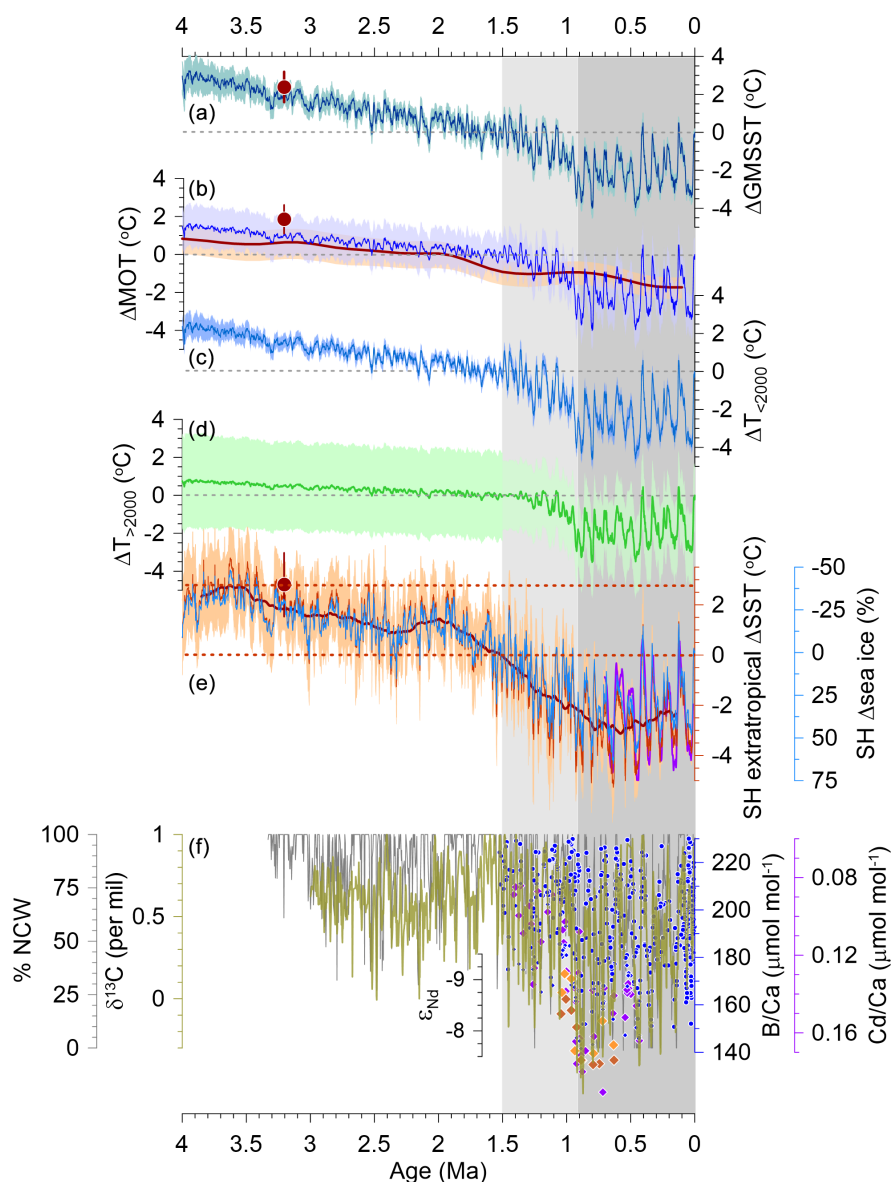 4 3.5 3 2.5 2 1.5 1 0.5 0
(a)
4
2
0
-2
-4
ΔGMSST (°C)
(b)
4
2
0
-2
-4
ΔMOT (°C)
(c)
4
2
0
-2
-4
ΔT<2000 (°C)
(d)
4
2
0
-2
-4
ΔT>2000 (°C)
(e)
2
0
-2
-4
SH extratropical ΔSST (°C)
-50
-25
0
25
50
75
SH Δsea ice (%)
(f)
100
75
50
25
0
% NCW
1
0.5
0
δ13C (per mil)
-9
-8
εNd
220
200
180
160
140
B/Ca (μmol mol-1)
0.08
0.12
0.16
Cd/Ca (μmol mol-1)
4 3.5 3 2.5 2 1.5 1 0.5 0
Age (Ma)